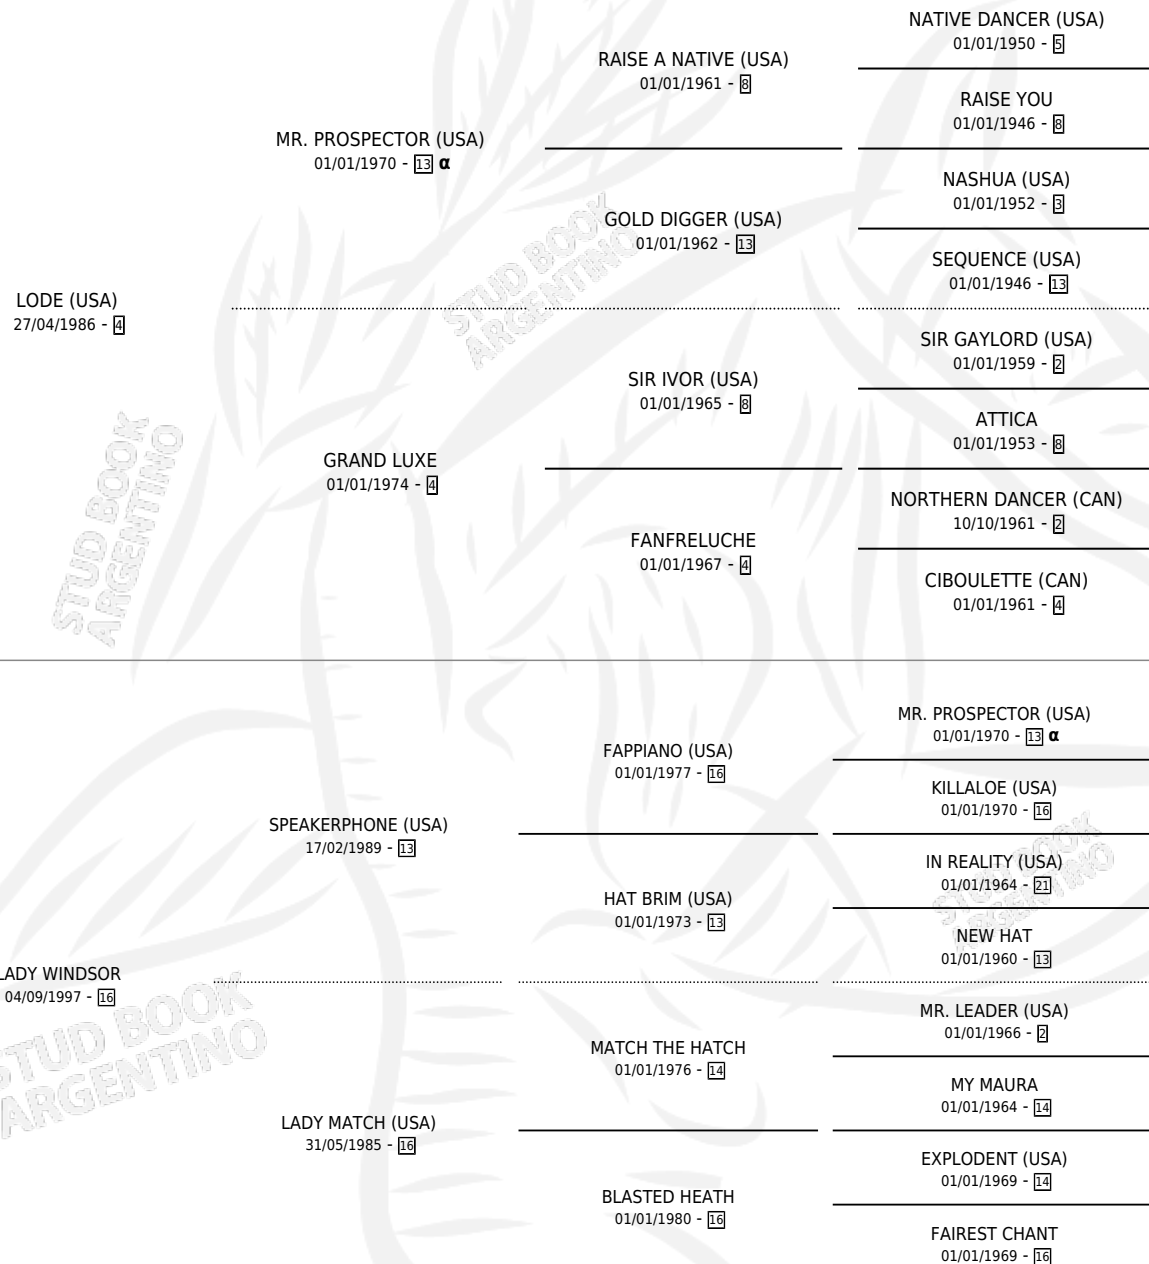 NATIVE DANCER (USA)
01/01/1950 - 5
RAISE A NATIVE (USA)
01/01/1961 - 8
RAISE YOU
01/01/1946 - 8
MR. PROSPECTOR (USA)
01/01/1970 - 13 α
NASHUA (USA)
01/01/1952 - 3
GOLD DIGGER (USA)
01/01/1962 - 13
SEQUENCE (USA)
01/01/1946 - 13
LODE (USA)
27/04/1986 - 4
STUD BOOK
ARGENTINO
SIR GAYLORD (USA)
01/01/1959 - 2
SIR IVOR (USA)
01/01/1965 - 8
ATTICA
01/01/1953 - 8
GRAND LUXE
01/01/1974 - 4
NORTHERN DANCER (CAN)
10/10/1961 - 2
FANFRELUCHE
01/01/1967 - 4
CIBOULETTE (CAN)
01/01/1961 - 4
STUD BOOK
ARGENTINO
MR. PROSPECTOR (USA)
01/01/1970 - 13 α
FAPPIANO (USA)
01/01/1977 - 16
KILLALOE (USA)
01/01/1970 - 16
SPEAKERPHONE (USA)
17/02/1989 - 13
IN REALITY (USA)
01/01/1964 - 21
HAT BRIM (USA)
01/01/1973 - 13
NEW HAT
01/01/1960 - 13
STUD BOOK
ARGENTINO
LADY WINDSOR
04/09/1997 - 16
MR. LEADER (USA)
01/01/1966 - 2
MATCH THE HATCH
01/01/1976 - 14
MY MAURA
01/01/1964 - 14
STUD BOOK
ARGENTINO
LADY MATCH (USA)
31/05/1985 - 16
EXPLODENT (USA)
01/01/1969 - 14
BLASTED HEATH
01/01/1980 - 16
FAIREST CHANT
01/01/1969 - 16